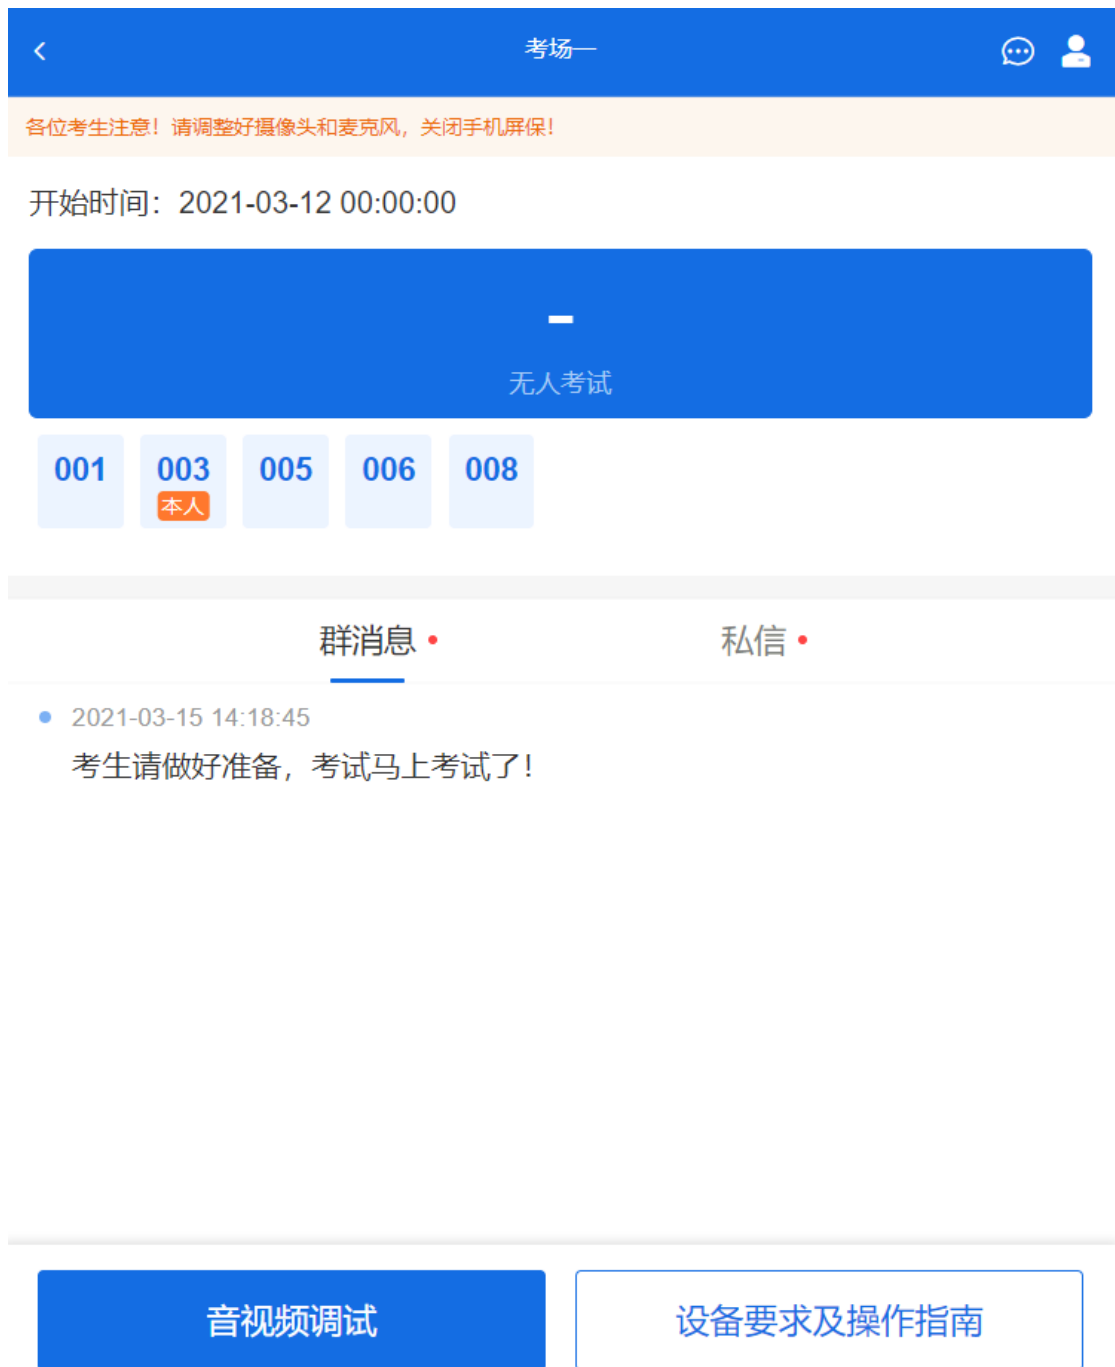 考场一
各位考生注意！请调整好摄像头和麦克风，关闭手机屏保！
开始时间：2021-03-12 00:00:00
-
无人考试
001 003 005 006 008
本人
群消息 私信
2021-03-15 14:18:45
考生请做好准备，考试马上考试了！
音视频调试 设备要求及操作指南